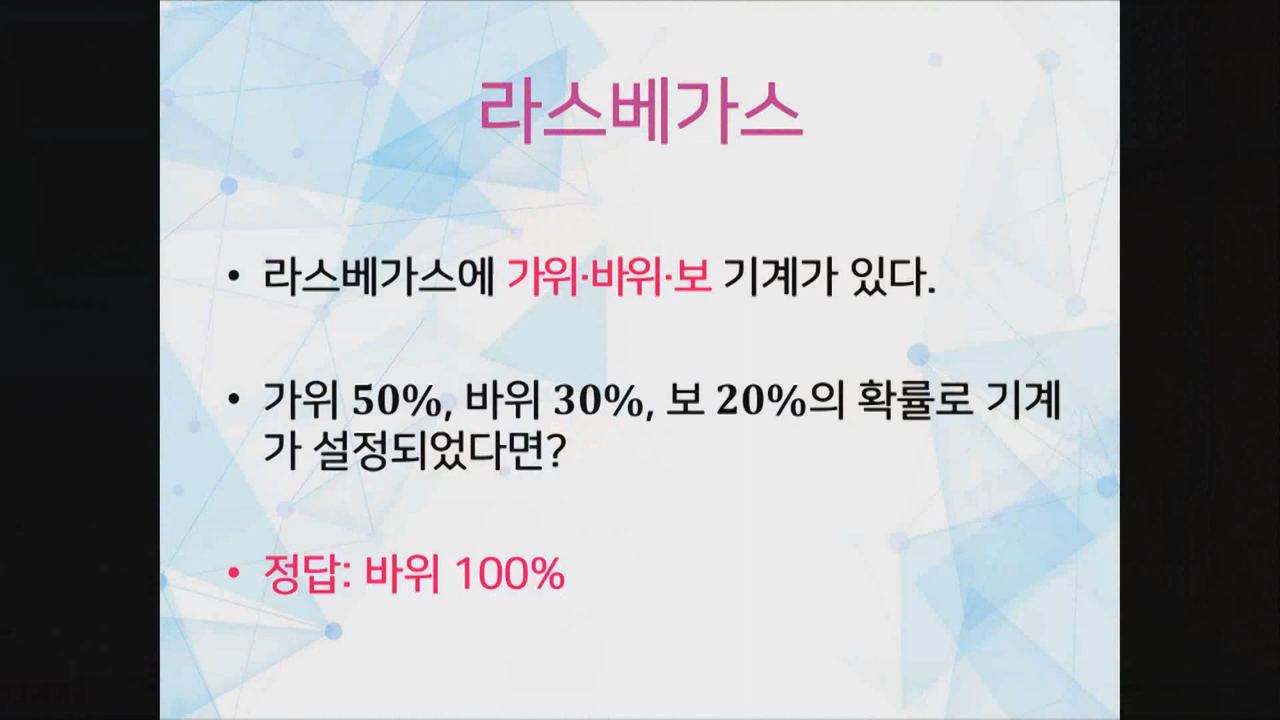 라스베가스
• 라스베가스에 가위·바위·보 기계가 있다.
• 가위 50%, 바위 30%, 보 20%의 확률로 기계
가 설정되었다면?
• 정답: 바위 100%